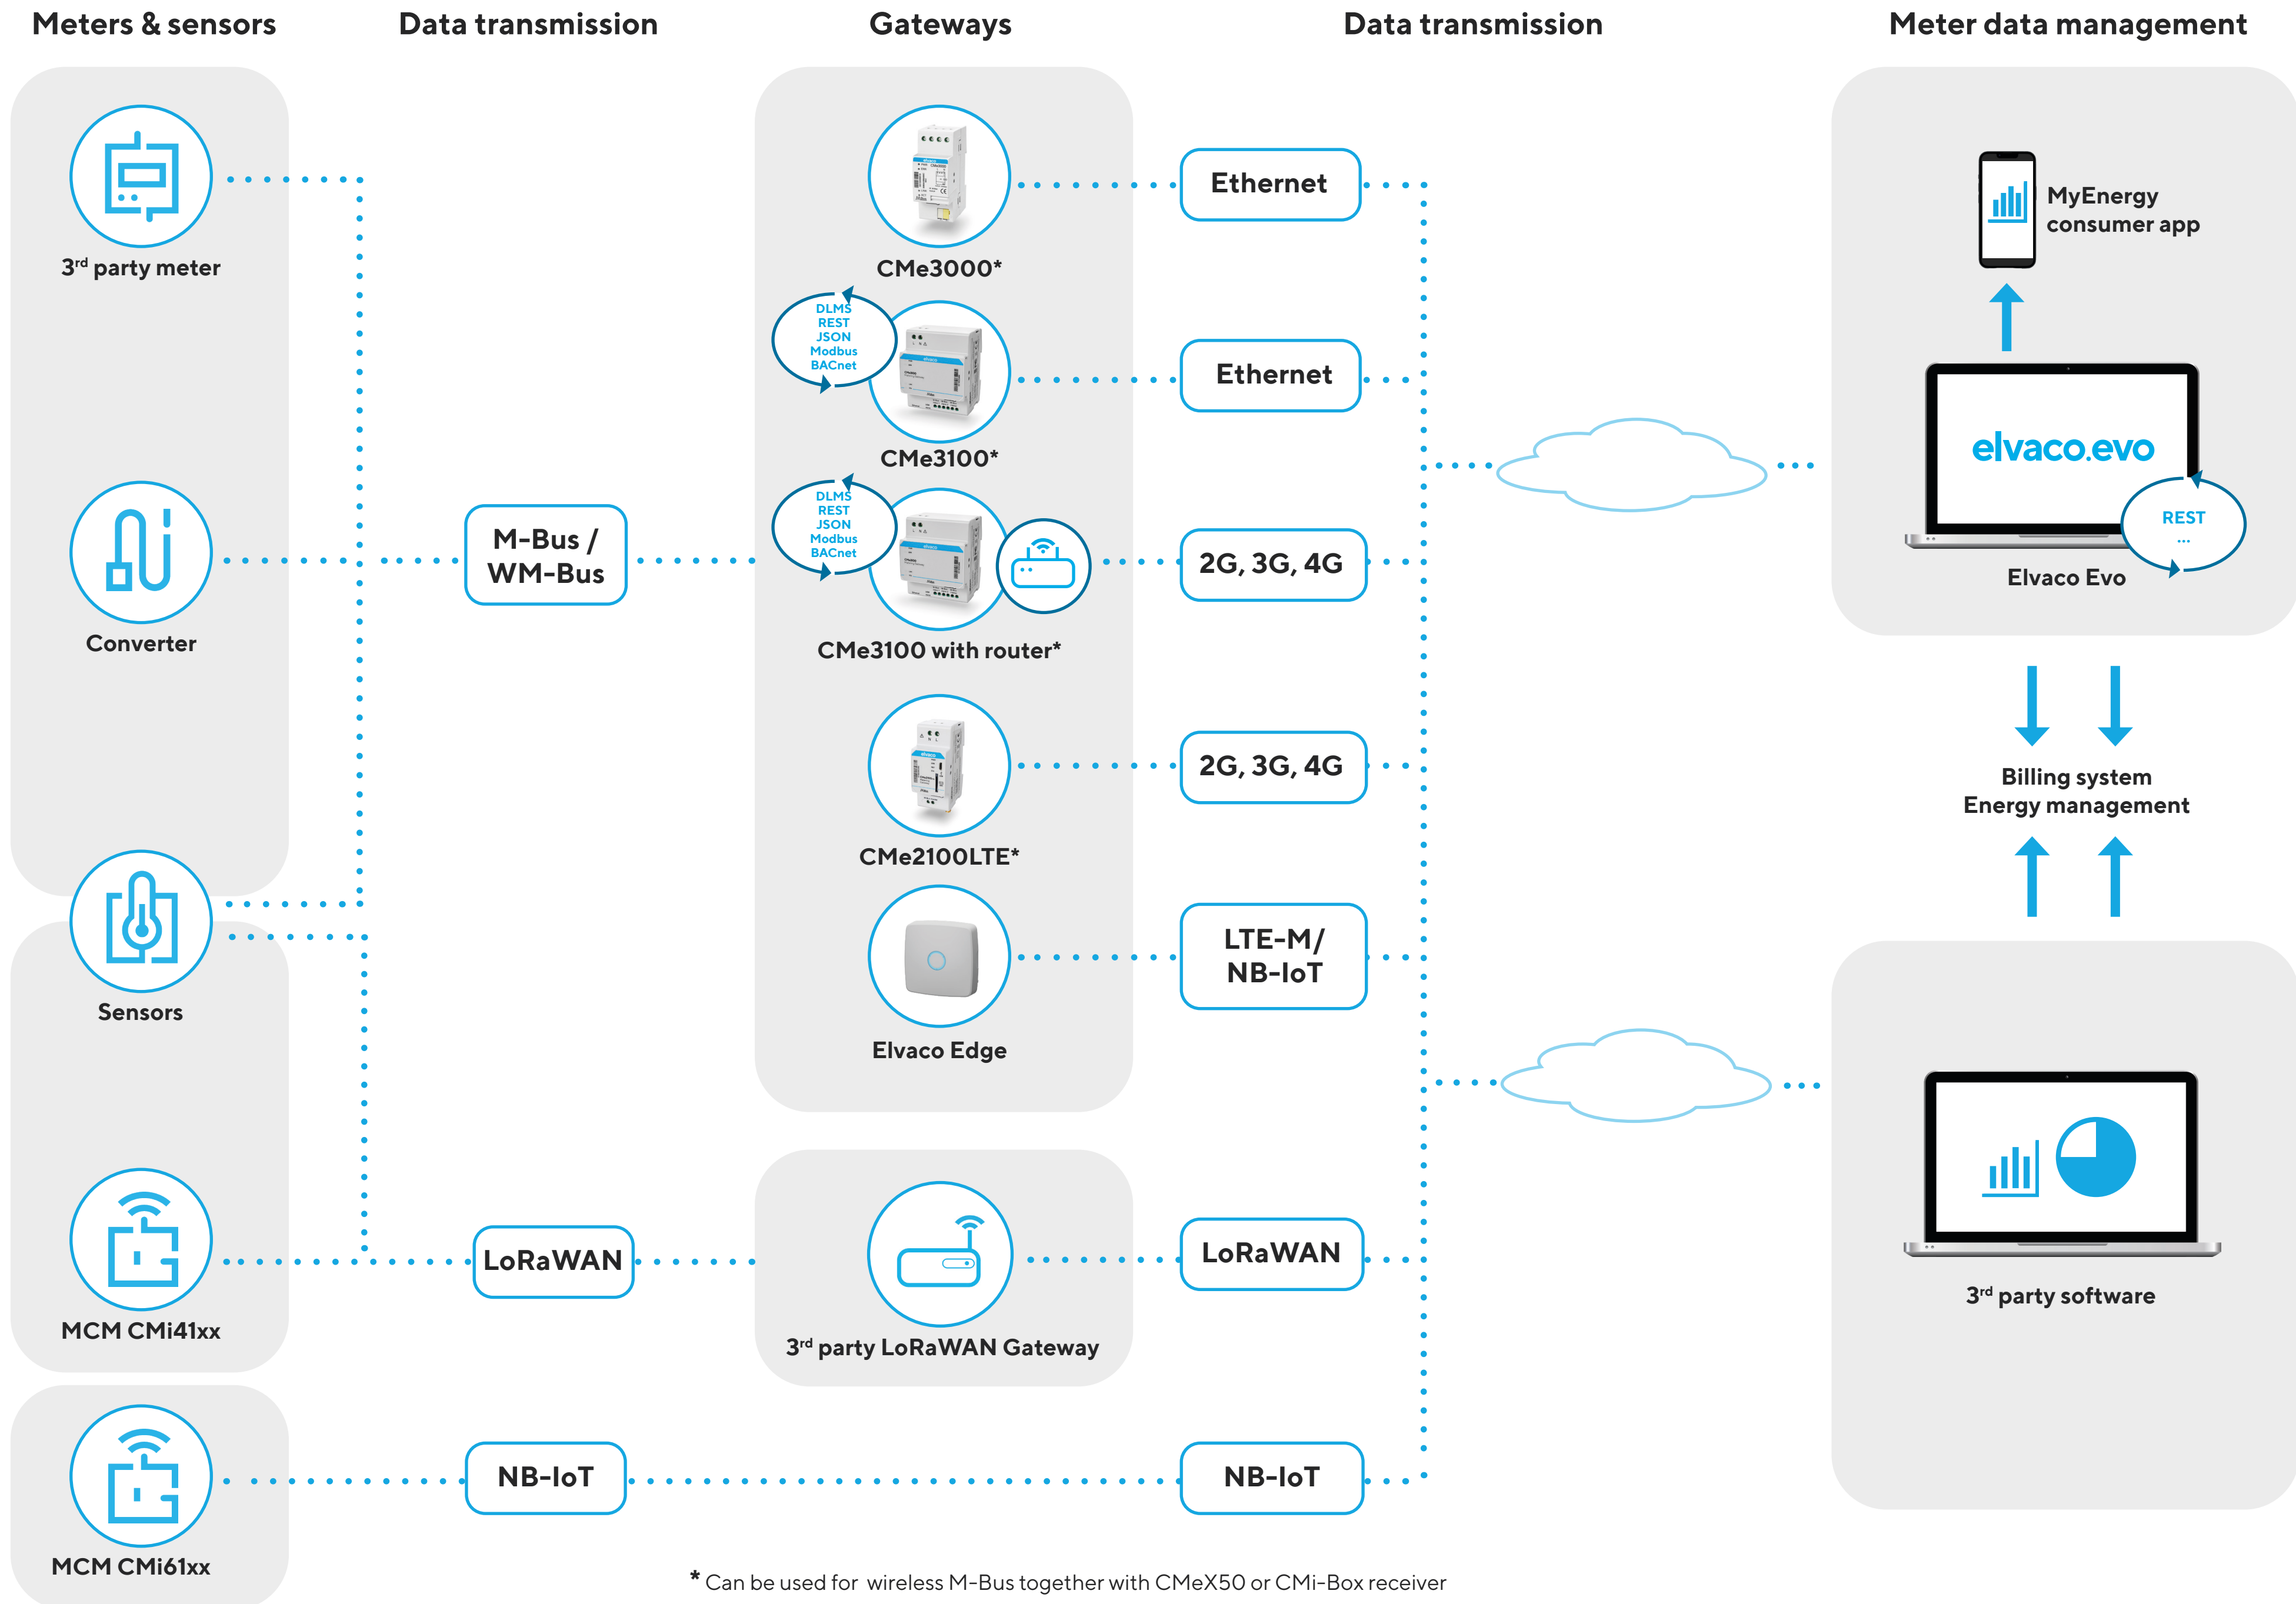 Meters & sensors
Data transmission
Gateways
Data transmission
Meter data management
3rd party meter
Converter
Sensors
MCM CMi41xx
MCM CMi61xx
M-Bus /
WM-Bus
LoRaWAN
NB-IoT
CMe3000*
DLMS
REST
JSON
Modbus
BACnet
CMe3100*
DLMS
REST
JSON
Modbus
BACnet
CMe3100 with router*
CMe2100LTE*
Elvaco Edge
3rd party LoRaWAN Gateway
Ethernet
Ethernet
2G, 3G, 4G
2G, 3G, 4G
LTE-M/
NB-IoT
LoRaWAN
NB-IoT
MyEnergy
consumer app
elvaco.evo
REST
...
Elvaco Evo
Billing system
Energy management
3rd party software
* Can be used for wireless M-Bus together with CMeX50 or CMi-Box receiver